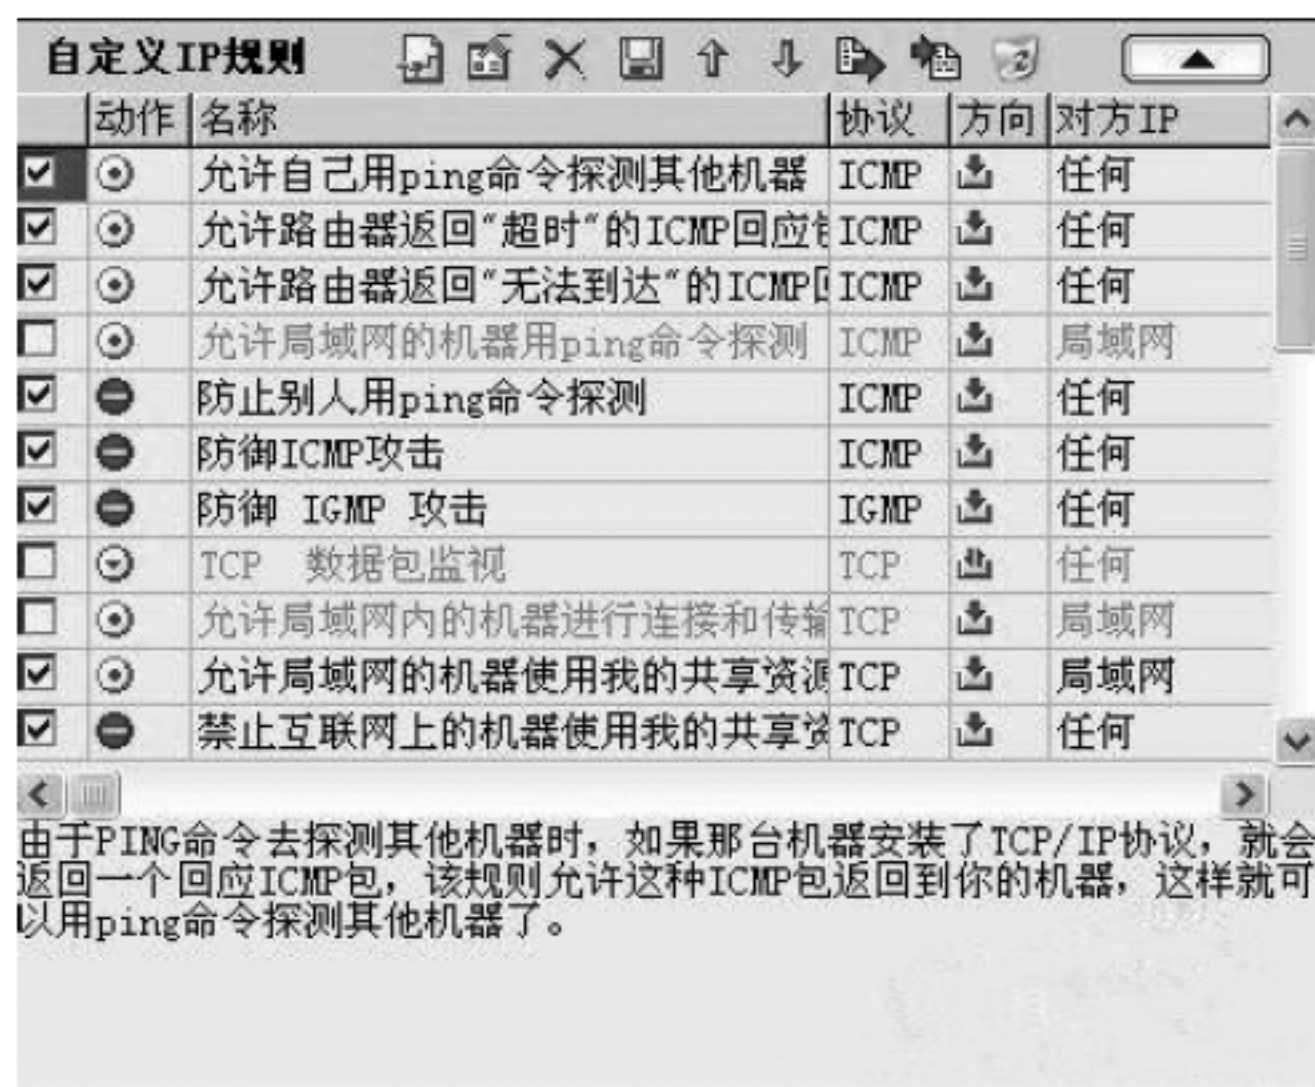 自定义IP规则
动作 名称 协议 方向 对方IP
允许自己用ping命令探测其他机器 ICMP 任何
允许路由器返回"超时"的ICMP回应包 ICMP 任何
允许路由器返回"无法到达"的ICMP回 ICMP 任何
允许局域网的机器用ping命令探测 ICMP 局域网
防止别人用ping命令探测 ICMP 任何
防御ICMP攻击 ICMP 任何
防御 IGMP 攻击 IGMP 任何
TCP 数据包监视 TCP 任何
允许局域网内的机器进行连接和传输 TCP 局域网
允许局域网的机器使用我的共享资源 TCP 局域网
禁止互联网上的机器使用我的共享资 TCP 任何
由于PING命令去探测其他机器时，如果那台机器安装了TCP/IP协议，就会
返回一个回应ICMP包，该规则允许这种ICMP包返回到你的机器，这样就可
以用ping命令探测其他机器了。